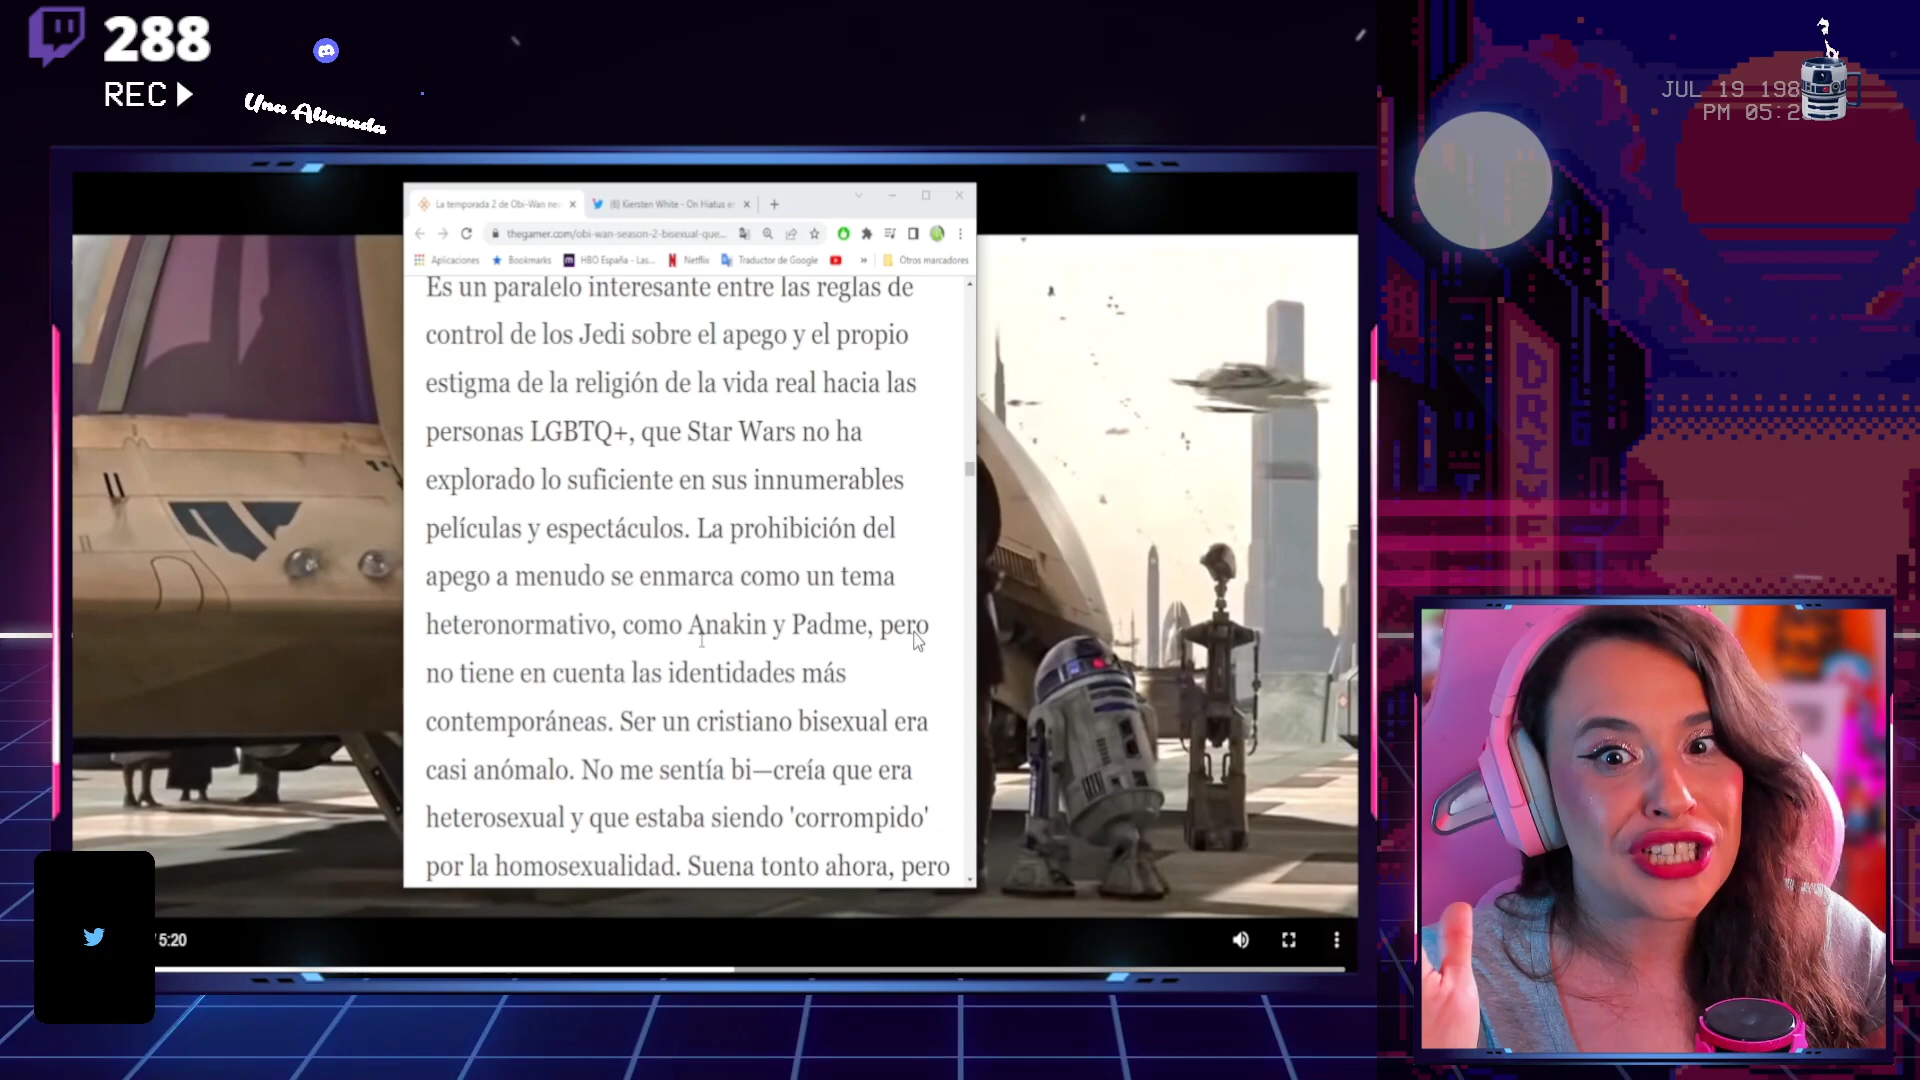 288
REC
Una Alienada
JUL 19 198
PM 05:2
La temporada 2 de Obi-Wan ne
(6) Kiersten White - On Hiatus er
thegamer.com/obi-wan-season-2-bisexual-que...
Aplicaciones
Bookmarks
HBO España - Las...
Netflix
Traductor de Google
»
Otros marcadores
Es un paralelo interesante entre las reglas de
control de los Jedi sobre el apego y el propio
estigma de la religión de la vida real hacia las
personas LGBTQ+, que Star Wars no ha
explorado lo suficiente en sus innumerables
películas y espectáculos. La prohibición del
apego a menudo se enmarca como un tema
heteronormativo, como Anakin y Padme, pero
no tiene en cuenta las identidades más
contemporáneas. Ser un cristiano bisexual era
casi anómalo. No me sentía bi—creía que era
heterosexual y que estaba siendo 'corrompido'
por la homosexualidad. Suena tonto ahora, pero
/ 5:20
DRIVE